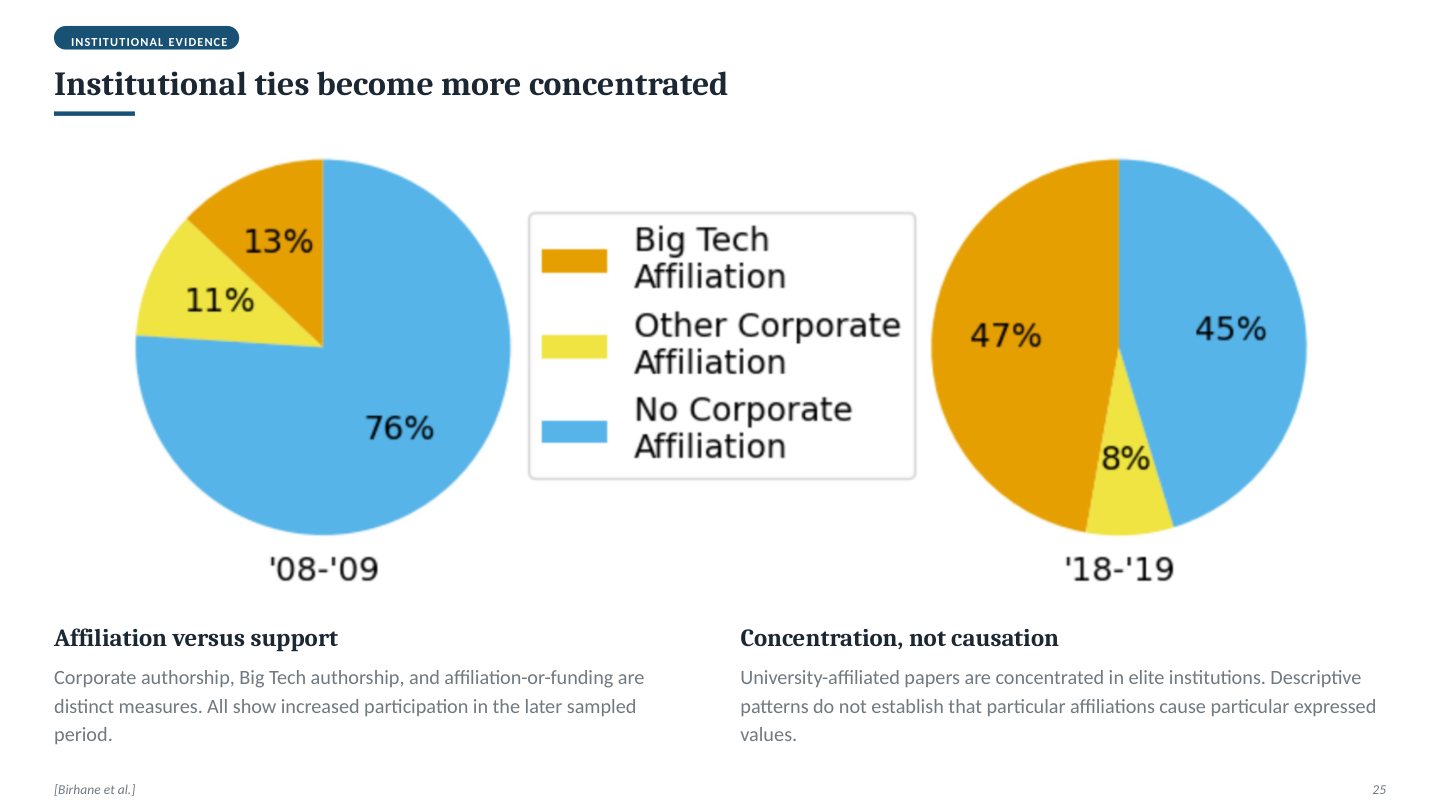 INSTITUTIONAL EVIDENCE
Institutional ties become more concentrated
13%
11%
76%
'08-'09
Big Tech
Affiliation
Other Corporate
Affiliation
No Corporate
Affiliation
47%
45%
8%
'18-'19
Affiliation versus support
Corporate authorship, Big Tech authorship, and affiliation-or-funding are
distinct measures. All show increased participation in the later sampled
period.
Concentration, not causation
University-affiliated papers are concentrated in elite institutions. Descriptive
patterns do not establish that particular affiliations cause particular expressed
values.
[Birhane et al.]
25